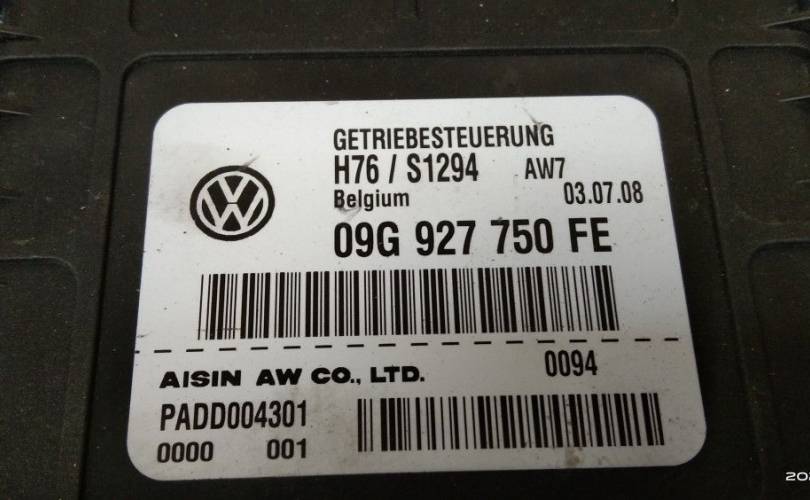 GETRIEBESTEUERUNG
H76 / S1294 AW7
Belgium 03.07.08
09G 927 750 FE
AISIN AW CO., LTD. 0094
PADD004301
0000 001